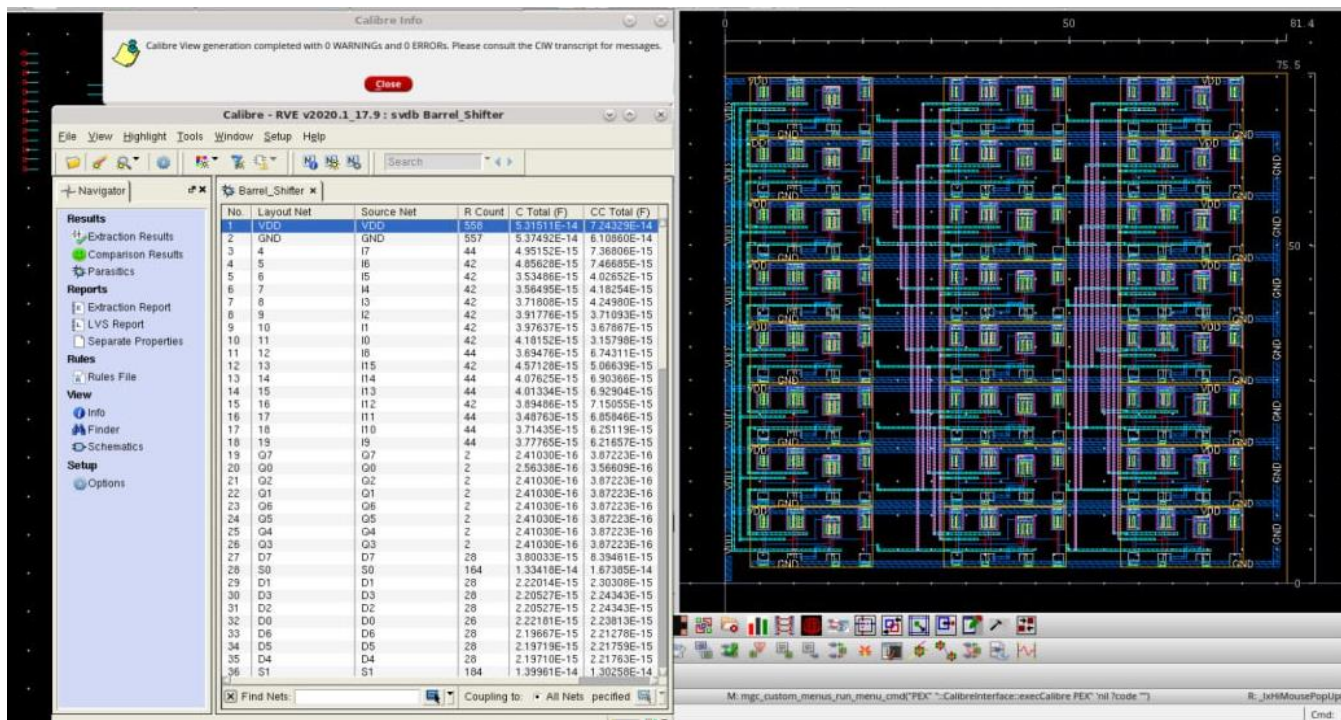 Calibre Info
Calibre View generation completed with 0 WARNINGs and 0 ERRORs. Please consult the CIW transcript for messages.
Close
Calibre - RVE v2020.1_17.9 : svdb Barrel_Shifter
File View Highlight Tools Window Setup Help
Search
Navigator
Barrel_Shifter
Results
Extraction Results
Comparison Results
Parasitics
Reports
Extraction Report
LVS Report
Separate Properties
Rules
Rules File
View
Info
Finder
Schematics
Setup
Options
No. Layout Net Source Net R Count C Total (F) CC Total (F)
1 VDD VDD 558 5.31511E-14 7.24329E-14
2 GND GND 557 5.37492E-14 6.10860E-14
3 4 I7 44 4.95152E-15 7.36806E-15
4 5 I6 42 4.85628E-15 7.46685E-15
5 6 I5 42 3.53486E-15 4.02652E-15
6 7 I4 42 3.56495E-15 4.18254E-15
7 8 I3 42 3.71808E-15 4.24980E-15
8 9 I2 42 3.91776E-15 3.71093E-15
9 10 I1 42 3.97637E-15 3.67867E-15
10 11 I0 42 4.18152E-15 3.15798E-15
11 12 I8 44 3.69476E-15 6.74311E-15
12 13 I15 42 4.57128E-15 5.06639E-15
13 14 I14 44 4.07625E-15 6.90366E-15
14 15 I13 44 4.01334E-15 6.92904E-15
15 16 I12 42 3.89486E-15 7.15055E-15
16 17 I11 44 3.48763E-15 6.85846E-15
17 18 I10 44 3.71435E-15 6.25119E-15
18 19 I9 44 3.77765E-15 6.21657E-15
19 Q7 Q7 2 2.41030E-16 3.87223E-16
20 Q0 Q0 2 2.56338E-16 3.56609E-16
21 Q2 Q2 2 2.41030E-16 3.87223E-16
22 Q1 Q1 2 2.41030E-16 3.87223E-16
23 Q6 Q6 2 2.41030E-16 3.87223E-16
24 Q5 Q5 2 2.41030E-16 3.87223E-16
25 Q4 Q4 2 2.41030E-16 3.87223E-16
26 Q3 Q3 2 2.41030E-16 3.87223E-16
27 D7 D7 28 3.80033E-15 8.39461E-15
28 S0 S0 164 1.33418E-14 1.67385E-14
29 D1 D1 28 2.22014E-15 2.30308E-15
30 D3 D3 28 2.20527E-15 2.24343E-15
31 D2 D2 28 2.20527E-15 2.24343E-15
32 D0 D0 26 2.22181E-15 2.23813E-15
33 D6 D6 28 2.19667E-15 2.21278E-15
34 D5 D5 28 2.19719E-15 2.21759E-15
35 D4 D4 28 2.19710E-15 2.21763E-15
36 S1 S1 184 1.39961E-14 1.30258E-14
Find Nets: Coupling to: All Nets pecified
0 50 81.4
75.5
50
0
VDD VDD VDD
GND GND GND
M: mgc_custom_menus_run_menu_cmd("PEX" "::CalibreInterface::execCalibre PEX" 'nil ?code "")
R: _lxHiMousePopUp
Cmd: